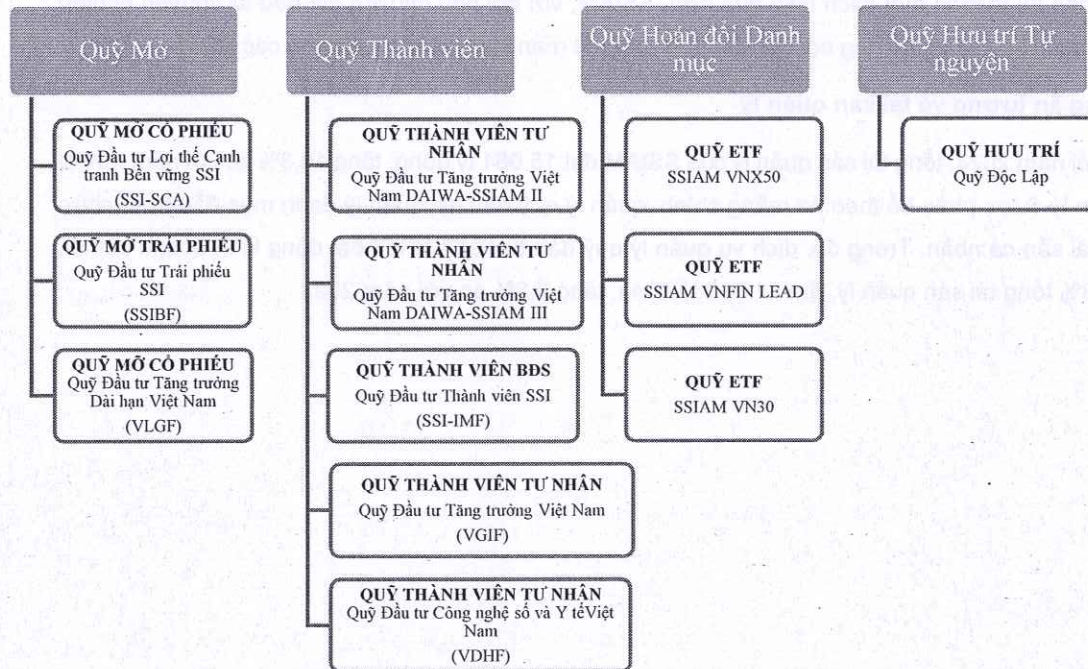 Quỹ Mở
QUỸ MỞ CỔ PHIẾU
Quỹ Đầu tư Lợi thế Cạnh
tranh Bền vững SSI
(SSI-SCA)
QUỸ MỞ TRÁI PHIẾU
Quỹ Đầu tư Trái phiếu
SSI
(SSIBF)
QUỸ MỞ CỔ PHIẾU
Quỹ Đầu tư Tăng trưởng
Dài hạn Việt Nam
(VLGF)
Quỹ Thành viên
QUỸ THÀNH VIÊN TƯ
NHÂN
Quỹ Đầu tư Tăng trưởng Việt
Nam DAIWA-SSIAM II
QUỸ THÀNH VIÊN TƯ
NHÂN
Quỹ Đầu tư Tăng trưởng Việt
Nam DAIWA-SSIAM III
QUỸ THÀNH VIÊN BĐS
Quỹ Đầu tư Thành viên SSI
(SSI-IMF)
QUỸ THÀNH VIÊN TƯ NHÂN
Quỹ Đầu tư Tăng trưởng Việt Nam
(VGIF)
QUỸ THÀNH VIÊN TƯ NHÂN
Quỹ Đầu tư Công nghệ số và Y tếViệt
Nam
(VDHF)
Quỹ Hoán đổi Danh
mục
QUỸ ETF
SSIAM VNX50
QUỸ ETF
SSIAM VNFIN LEAD
QUỸ ETF
SSIAM VN30
Quỹ Hưu trí Tự
nguyện
QUỸ HƯU TRÍ
Quỹ Độc Lập